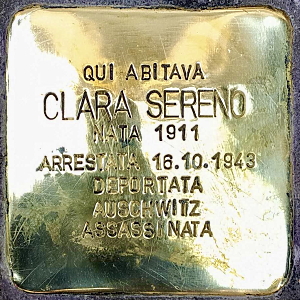 QUI ABITAVA
CLARA SERENO
NATA 1911
ARRESTATA 16.10.1943
DEPORTATA
AUSCHWITZ
ASSASSINATA